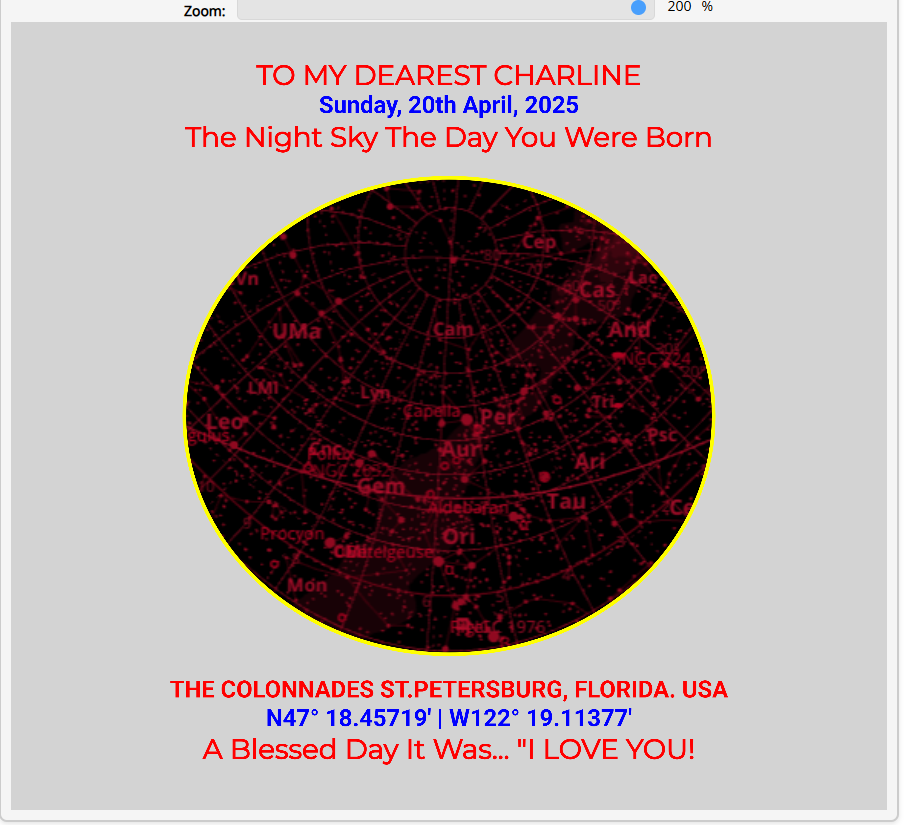 Zoom: 200 %
TO MY DEAREST CHARLINE
Sunday, 20th April, 2025
The Night Sky The Day You Were Born
Cep
Vn
Lac
Cas
UMa
Cam
And
NGC 224
LMi
Lyn
Capella
Per
Tri
Leo
Psc
Cnc
Aur
Ari
Gem
Aldebaran
Tau
Procyon
Ori
CMi
Betelgeuse
Mon
1976
THE COLONNADES ST.PETERSBURG, FLORIDA. USA
N47° 18.45719' | W122° 19.11377'
A Blessed Day It Was... "I LOVE YOU!